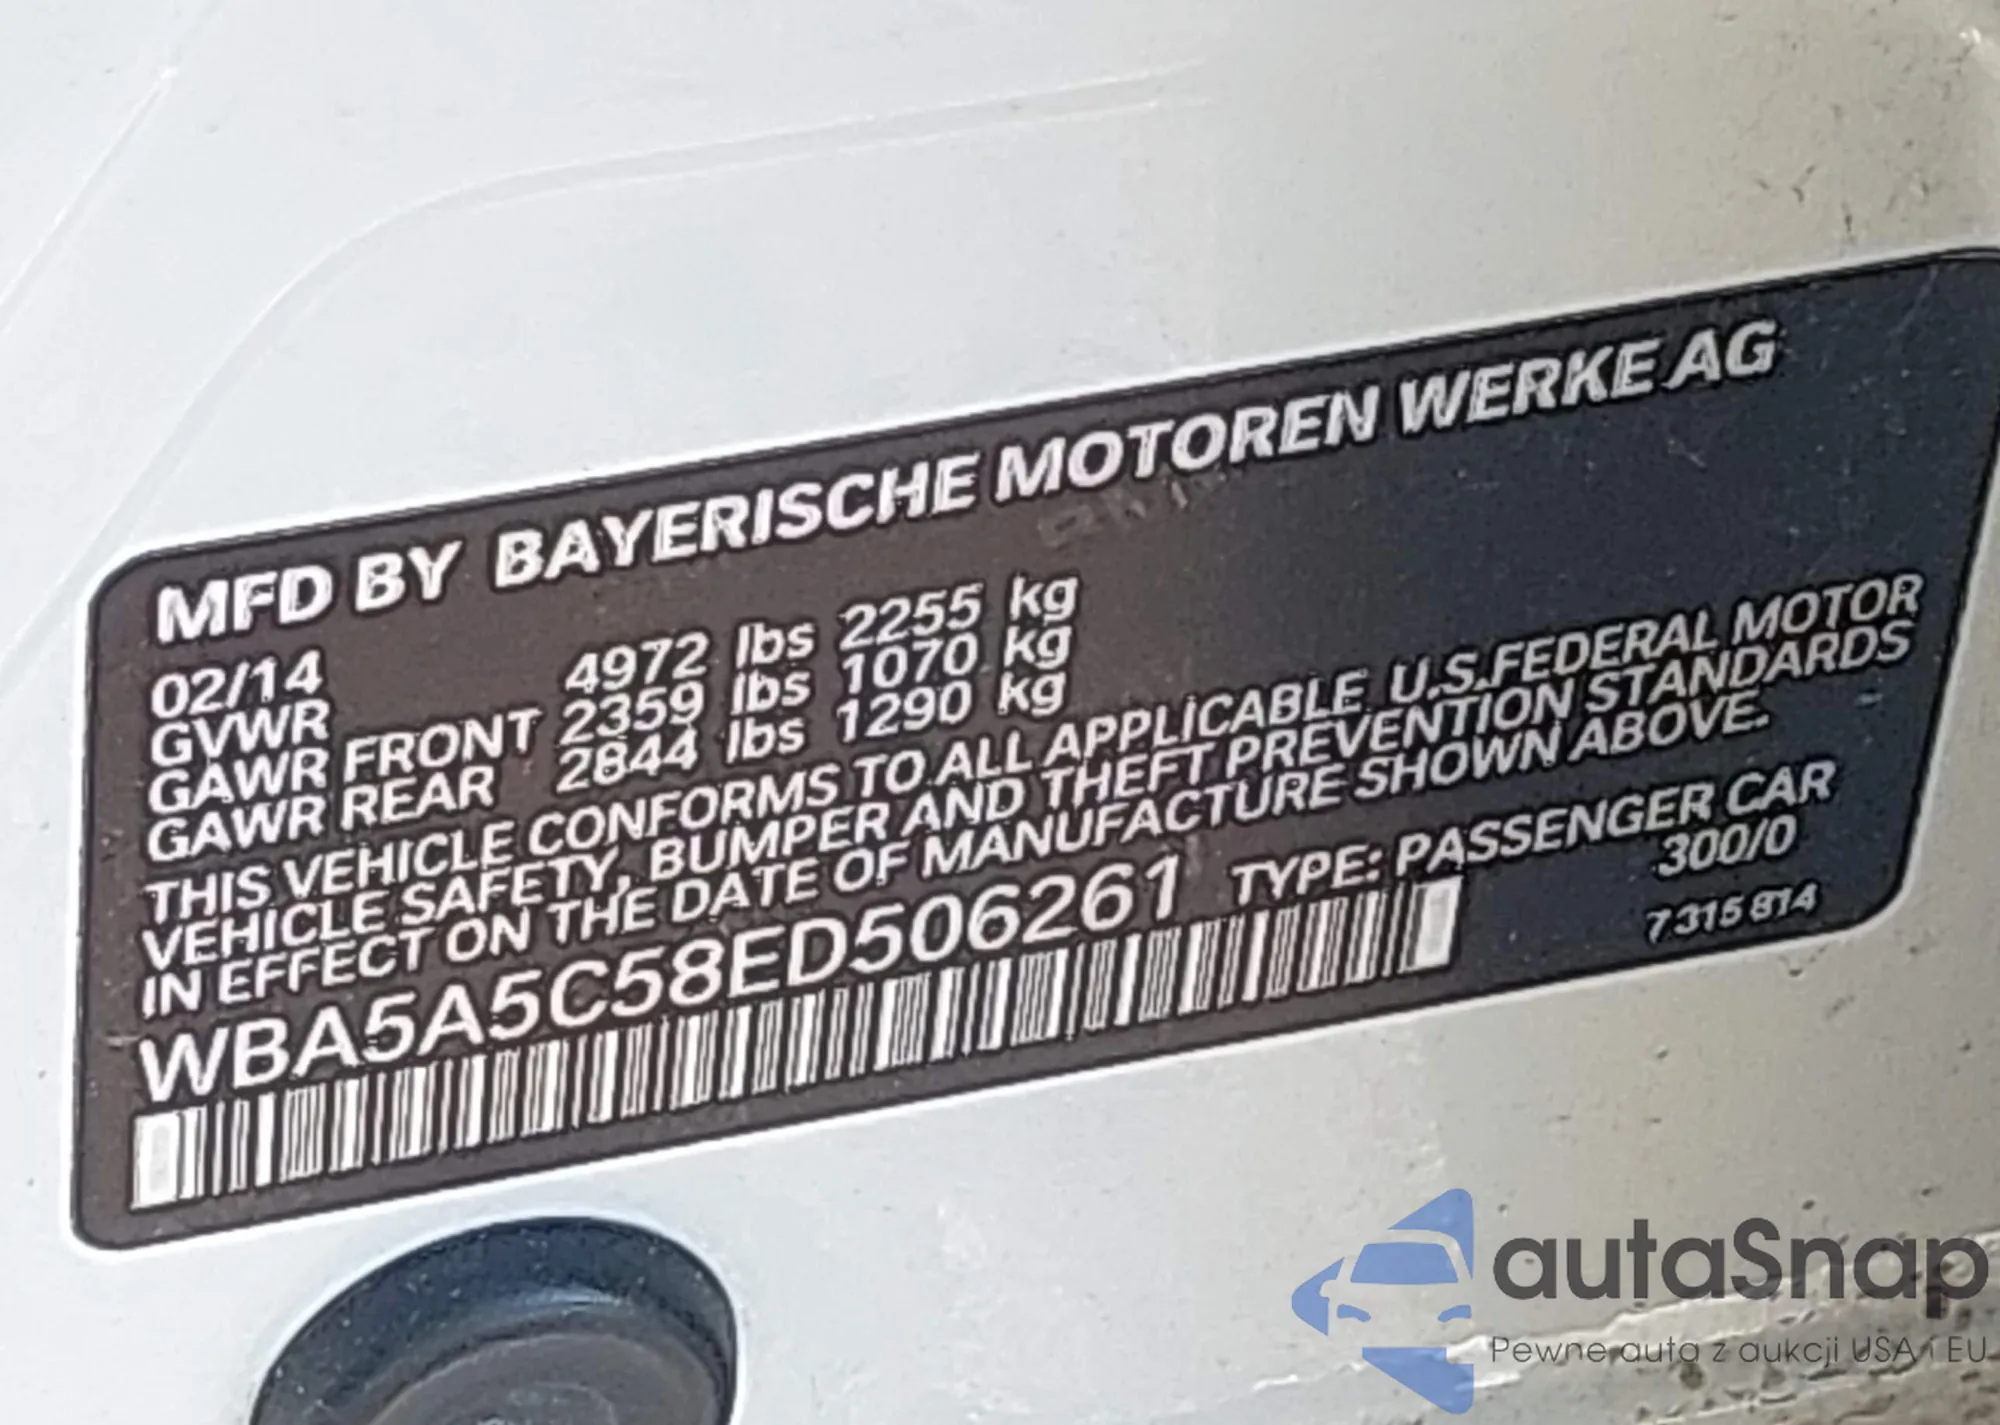 MFD BY BAYERISCHE MOTOREN WERKE AG
02/14
GVWR 4972 lbs 2255 kg
GAWR FRONT 2359 lbs 1070 kg
GAWR REAR 2844 lbs 1290 kg
THIS VEHICLE CONFORMS TO ALL APPLICABLE U.S.FEDERAL MOTOR
VEHICLE SAFETY, BUMPER AND THEFT PREVENTION STANDARDS
IN EFFECT ON THE DATE OF MANUFACTURE SHOWN ABOVE.
WBA5A5C58ED506261 TYPE: PASSENGER CAR
300/0
7 315 814
autaSnap
Pewne auta z aukcji USA i EU